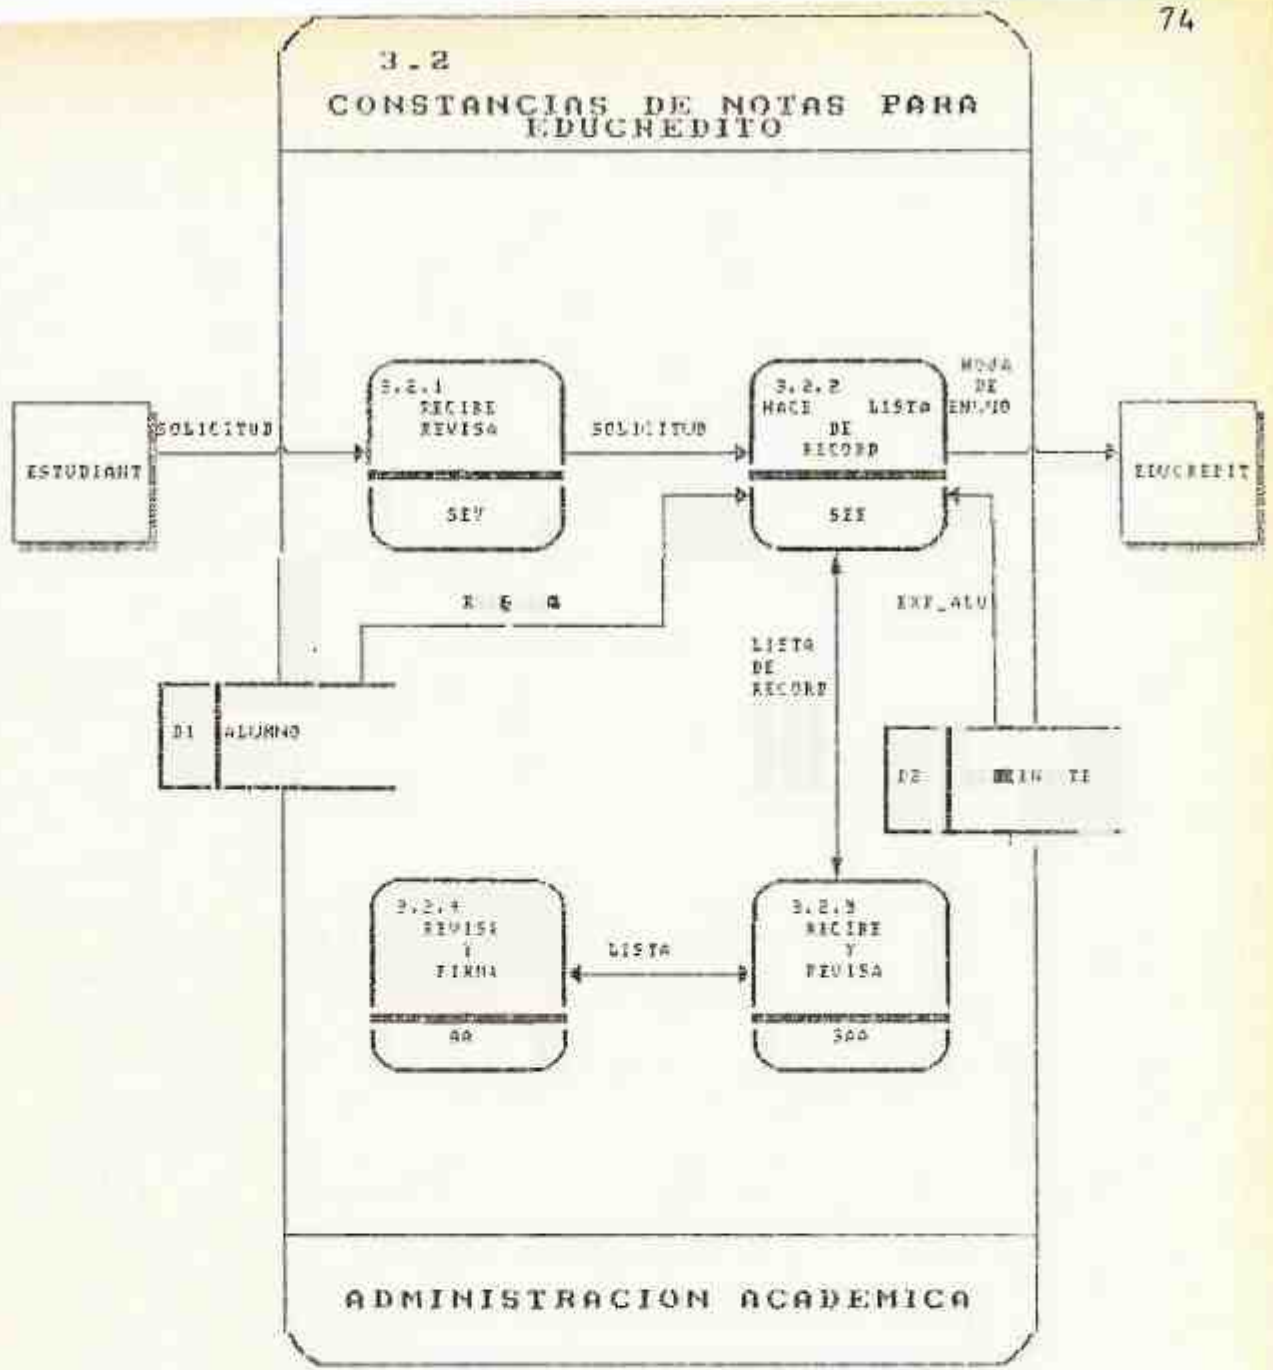 74
3.2
CONSTANCIAS DE NOTAS PARA
EDUCREDITO
HOJA
DE
ENVIO
3.2.1
RECIBE
REVISA
SEV
3.2.2
HACE LISTA
DE
RECORD
SOLICITUD
SOLICITUD
ESTUDIANT
EDUCREDIT
EXP_ALU
LISTA
DE
RECORD
D1 ALUMNO
D2
3.2.4
REVISA
Y
FIRMA
AA
LISTA
3.2.3
RECIBE
Y
REVISA
SAA
ADMINISTRACION ACADEMICA